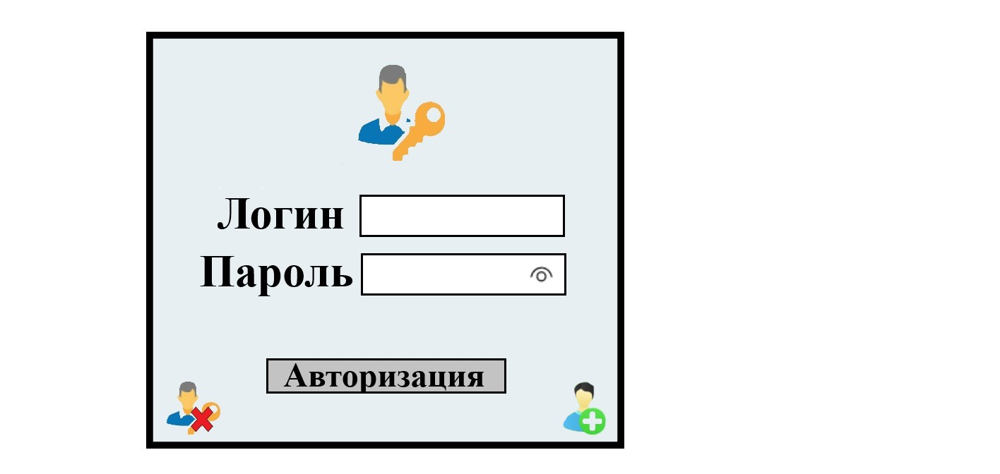 Логин
Пароль
Авторизация